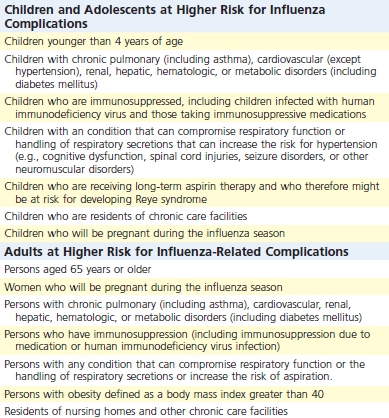 Children and Adolescents at Higher Risk for Influenza
Complications
Children younger than 4 years of age
Children with chronic pulmonary (including asthma), cardiovascular (except
hypertension), renal, hepatic, hematologic, or metabolic disorders (including
diabetes mellitus)
Children who are immunosuppressed, including children infected with human
immunodeficiency virus and those taking immunosuppressive medications
Children with an condition that can compromise respiratory function or
handling of respiratory secretions that can increase the risk for hypertension
(e.g., cognitive dysfunction, spinal cord injuries, seizure disorders, or other
neuromuscular disorders)
Children who are receiving long-term aspirin therapy and who therefore might
be at risk for developing Reye syndrome
Children who are residents of chronic care facilities
Children who will be pregnant during the influenza season
Adults at Higher Risk for Influenza-Related Complications
Persons aged 65 years or older
Women who will be pregnant during the influenza season
Persons with chronic pulmonary (including asthma), cardiovascular, renal,
hepatic, hematologic, or metabolic disorders (including diabetes mellitus)
Persons who have immunosuppression (including immunosuppression due to
medication or human immunodeficiency virus infection)
Persons with any condition that can compromise respiratory function or the
handling of respiratory secretions or increase the risk of aspiration.
Persons with obesity defined as a body mass index greater than 40
Residents of nursing homes and other chronic care facilities